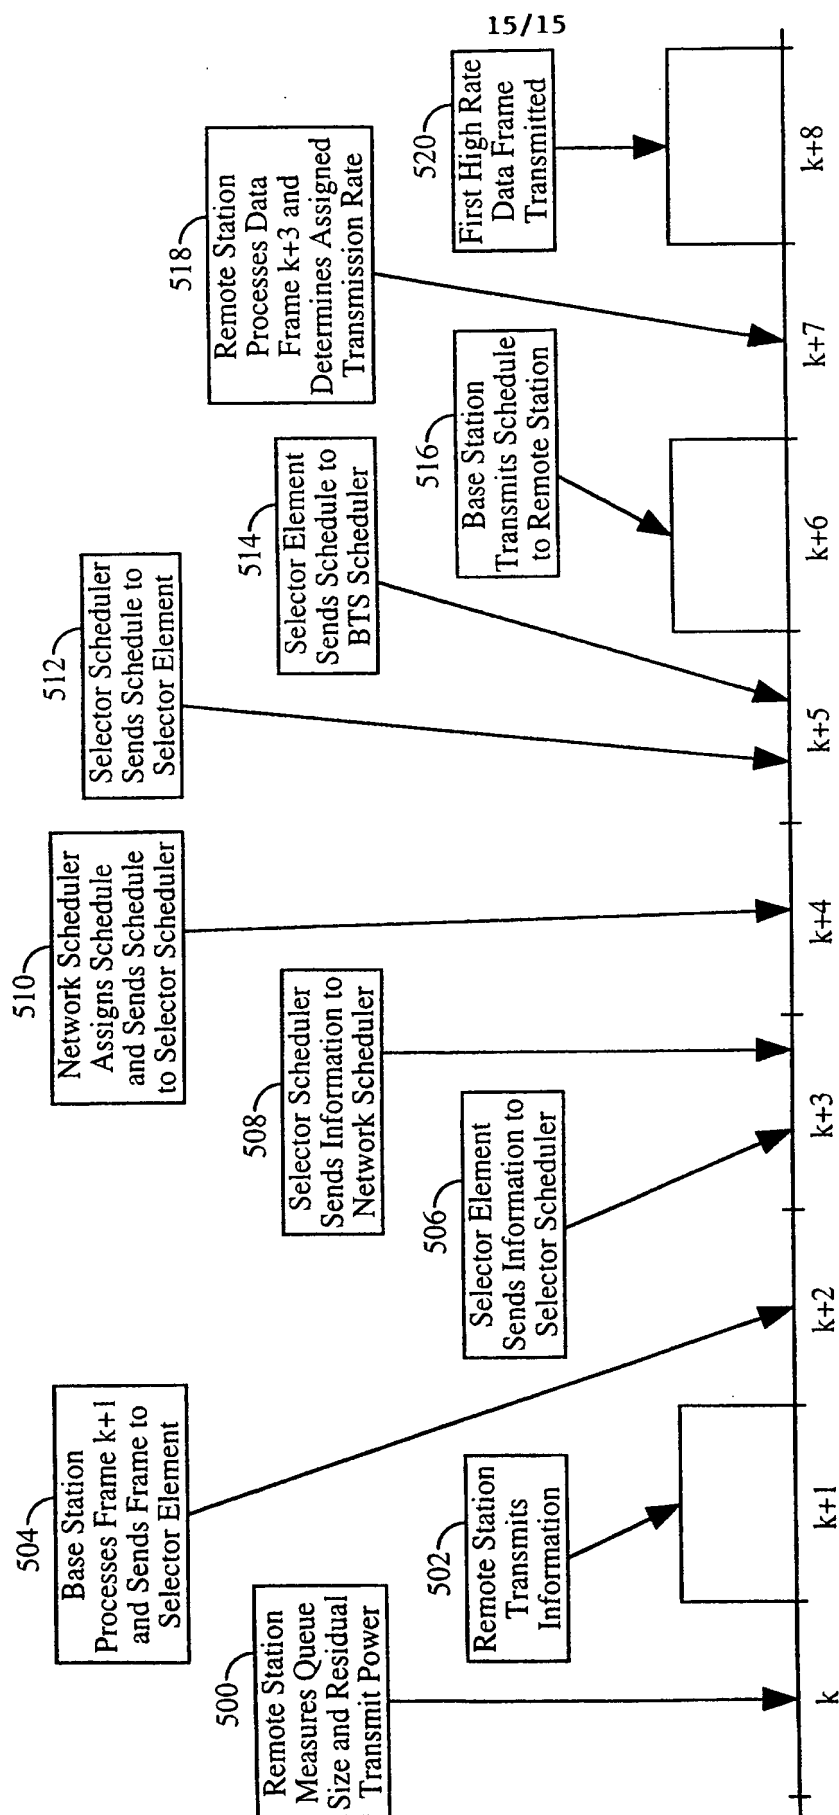 15/15
500
Remote Station
Measures Queue
Size and Residual
Transmit Power
502
Remote Station
Transmits
Information
504
Base Station
Processes Frame k+1
and Sends Frame to
Selector Element
506
Selector Element
Sends Information to
Selector Scheduler
508
Selector Scheduler
Sends Information to
Network Scheduler
510
Network Scheduler
Assigns Schedule
and Sends Schedule
to Selector Scheduler
512
Selector Scheduler
Sends Schedule to
Selector Element
514
Selector Element
Sends Schedule to
BTS Scheduler
516
Base Station
Transmits Schedule
to Remote Station
518
Remote Station
Processes Data
Frame k+3 and
Determines Assigned
Transmission Rate
520
First High Rate
Data Frame
Transmitted
k
k+1
k+2
k+3
k+4
k+5
k+6
k+7
k+8